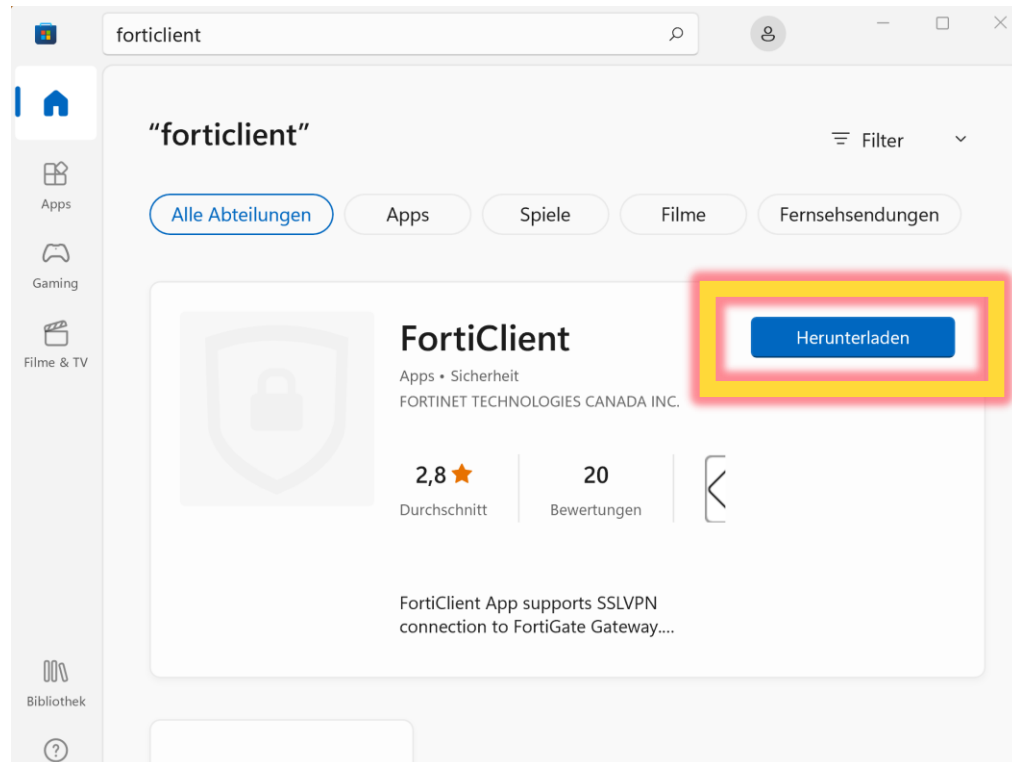 forticlient
“forticlient”
Filter
Apps
Alle Abteilungen
Apps
Spiele
Filme
Fernsehsendungen
Gaming
Filme & TV
FortiClient
Herunterladen
Apps • Sicherheit
FORTINET TECHNOLOGIES CANADA INC.
2,8
20
Durchschnitt
Bewertungen
FortiClient App supports SSLVPN
connection to FortiGate Gateway....
Bibliothek